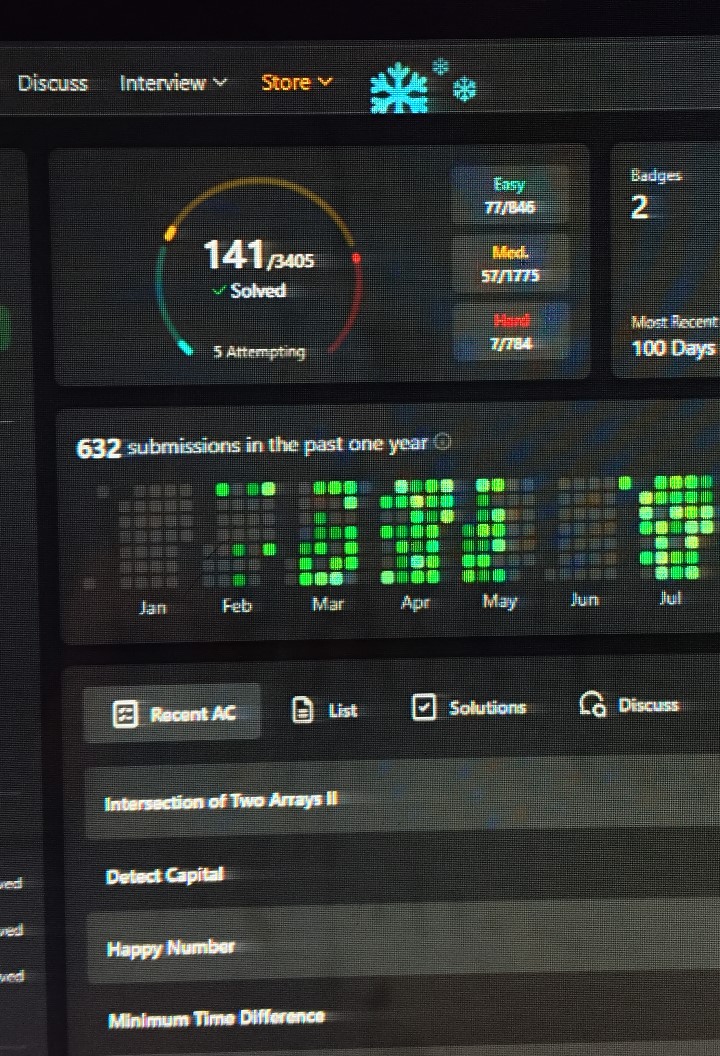 Discuss Interview Store
141/3405
Solved
5 Attempting
Easy
77/846
Med.
57/1775
Hard
7/784
Badges
2
Most Recent
100 Days
632 submissions in the past one year
Jan Feb Mar Apr May Jun Jul
Recent AC List Solutions Discuss
Intersection of Two Arrays II
Detect Capital
Happy Number
Minimum Time Difference
ved
ved
ved